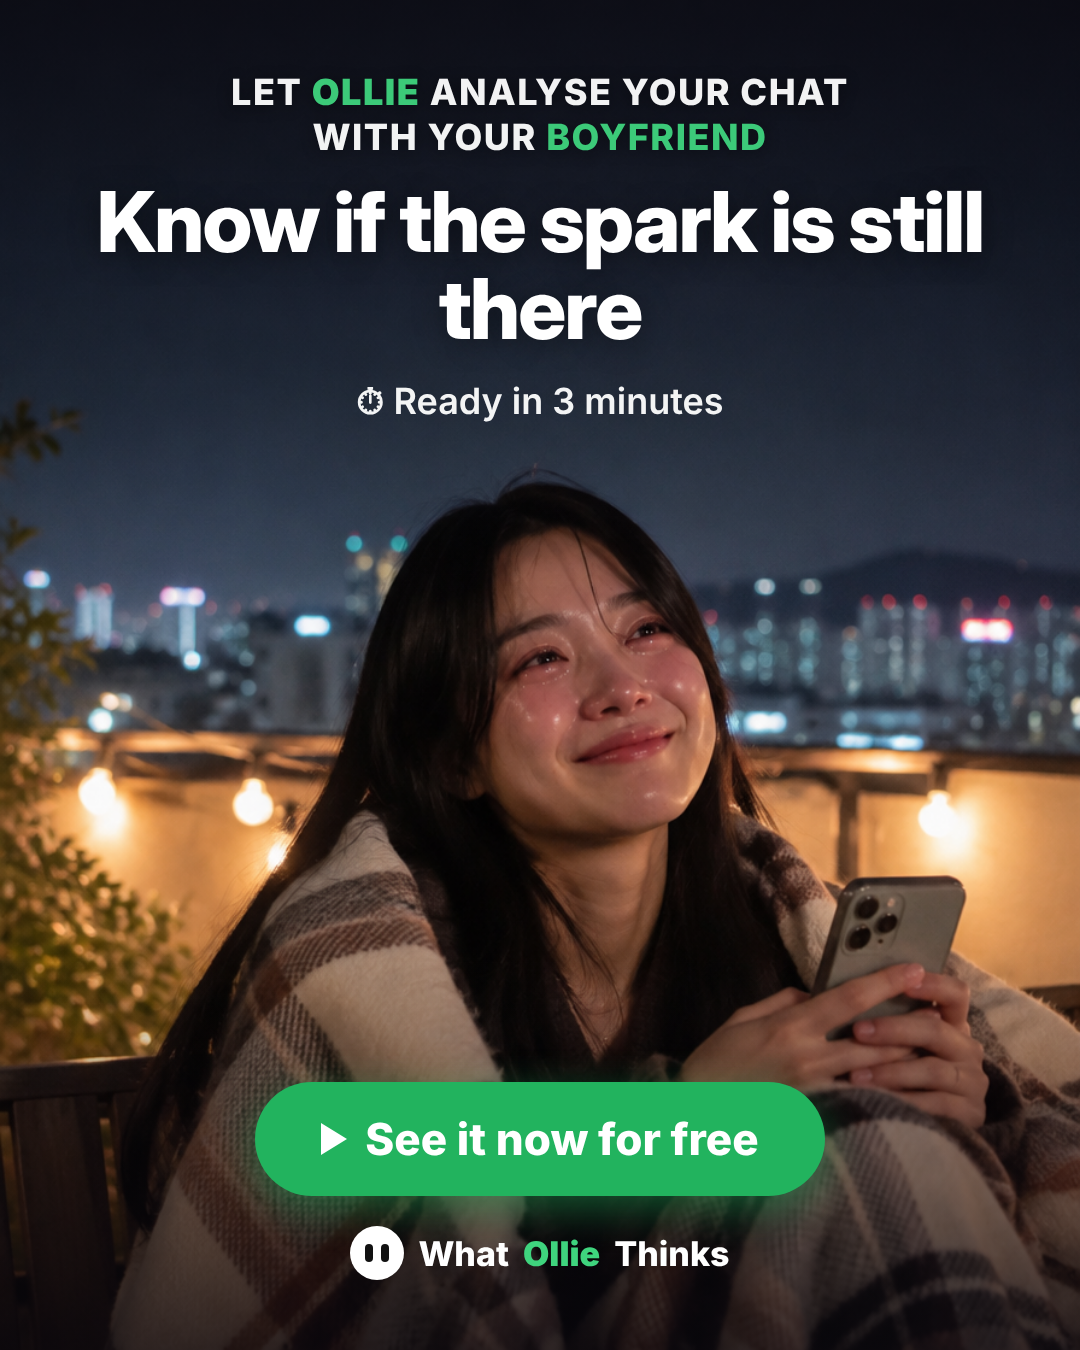 LET OLLIE ANALYSE YOUR CHAT
WITH YOUR BOYFRIEND
Know if the spark is still
there
⏱ Ready in 3 minutes
▶ See it now for free
What Ollie Thinks